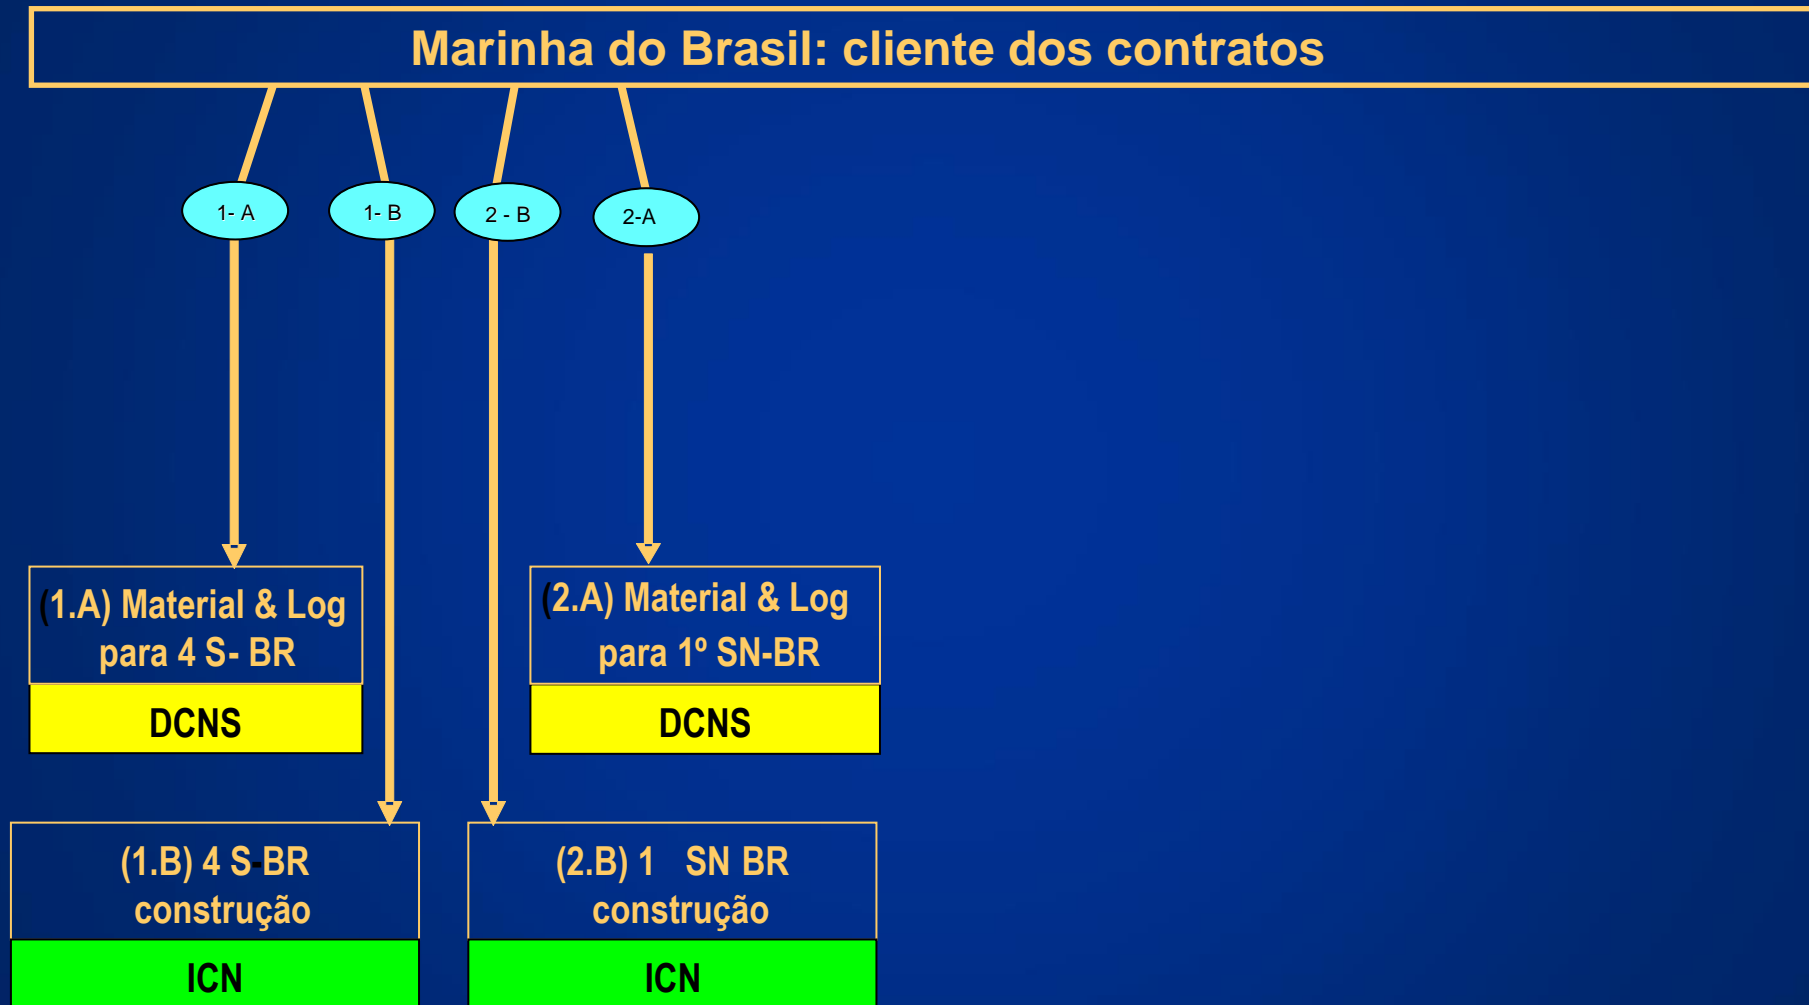 Marinha do Brasil: cliente dos contratos
1- A
1- B
2 - B
2-A
(1.A) Material & Log
para 4 S- BR
DCNS
(2.A) Material & Log
para 1º SN-BR
DCNS
(1.B) 4 S-BR
construção
ICN
(2.B) 1 SN BR
construção
ICN